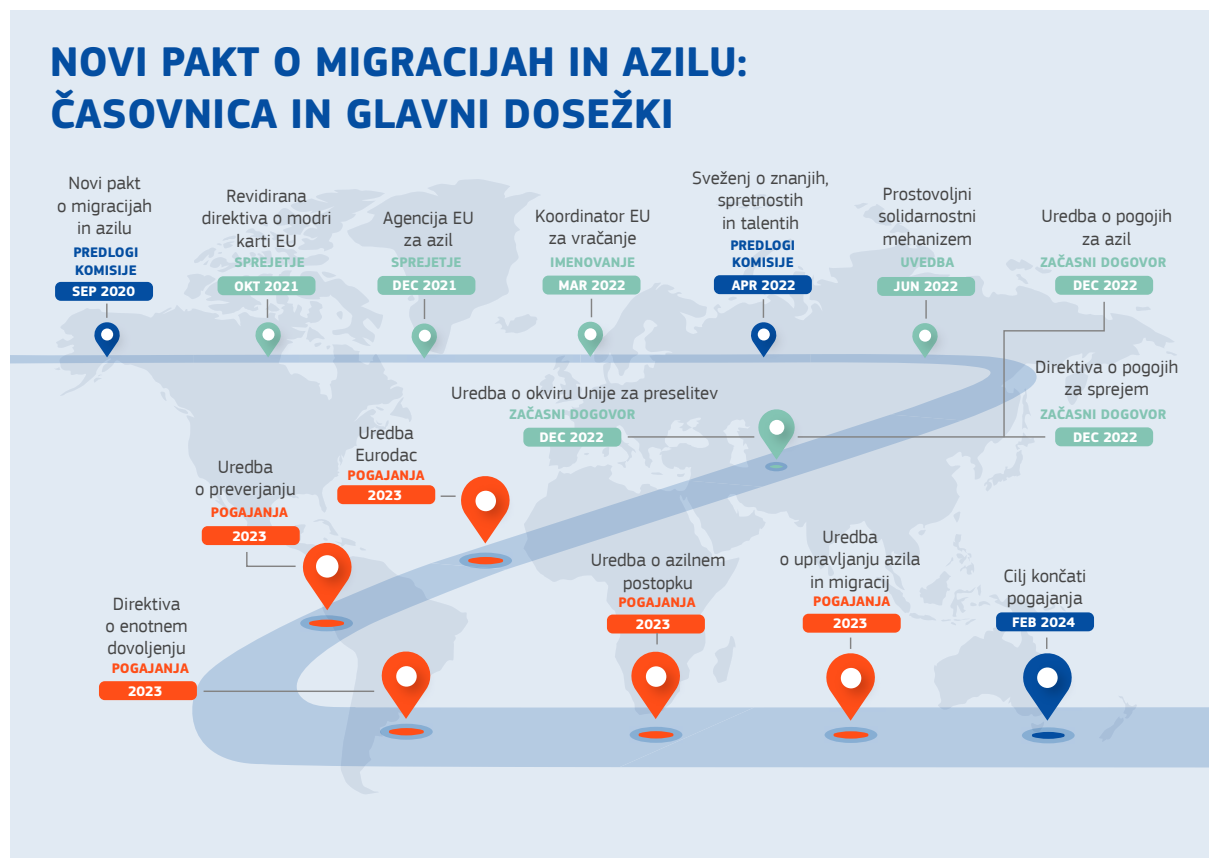 NOVI PAKT O MIGRACIJAH IN AZILU:
ČASOVNICA IN GLAVNI DOSEŽKI
Novi pakt
o migracijah
in azilu
PREDLOGI
KOMISIJE
SEP 2020
Revidirana
direktiva o modri
karti EU
SPREJETJE
OKT 2021
Agencija EU
za azil
SPREJETJE
DEC 2021
Koordinator EU
za vračanje
IMENOVANJE
MAR 2022
Sveženj o znanjih,
spretnostih
in talentih
PREDLOGI
KOMISIJE
APR 2022
Prostovoljni
solidarnostni
mehanizem
UVEDBA
JUN 2022
Uredba o pogojih
za azil
ZAČASNI DOGOVOR
DEC 2022
Direktiva o pogojih
za sprejem
ZAČASNI DOGOVOR
DEC 2022
Uredba o okviru Unije za preselitev
ZAČASNI DOGOVOR
DEC 2022
Uredba
Eurodac
POGAJANJA
2023
Uredba
o preverjanju
POGAJANJA
2023
Direktiva
o enotnem
dovoljenju
POGAJANJA
2023
Uredba o azilnem
postopku
POGAJANJA
2023
Uredba
o upravljanju azila
in migracij
POGAJANJA
2023
Cilj končati
pogajanja
FEB 2024